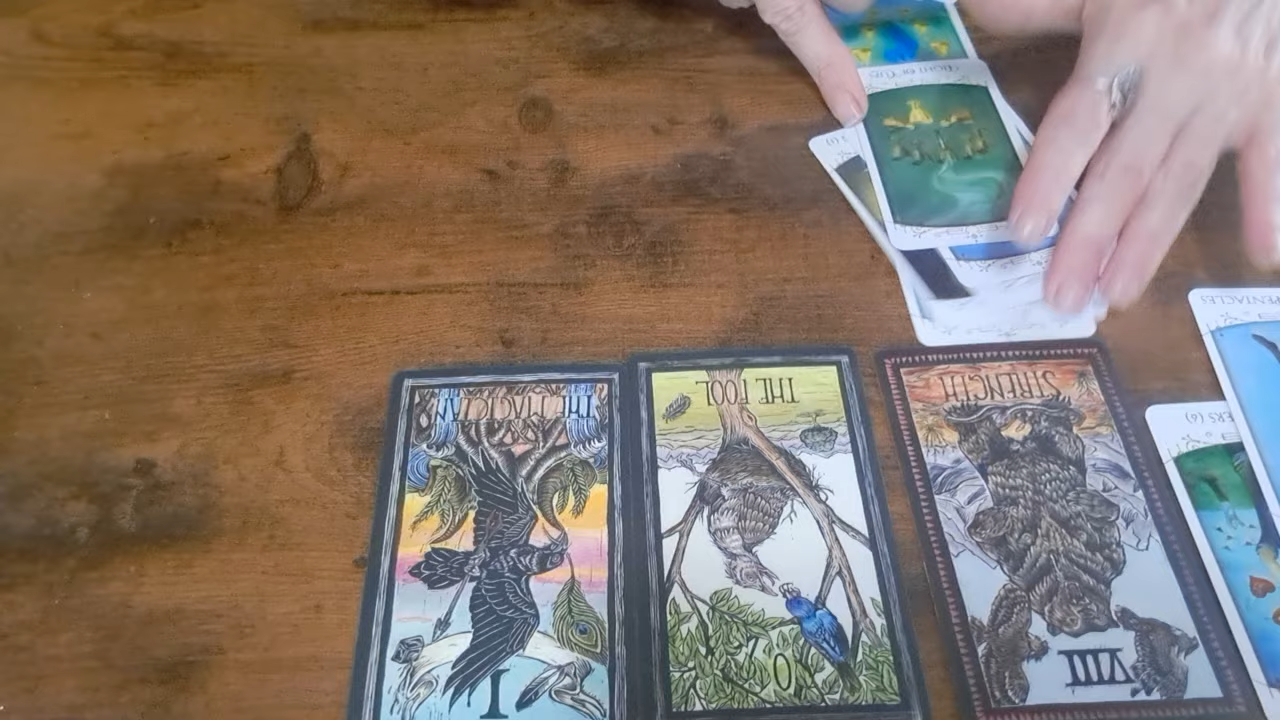 EIGHT OF CUPS
PENTACLES
THE MAGICIAN
THE FOOL
STRENGTH
I
0
VIII